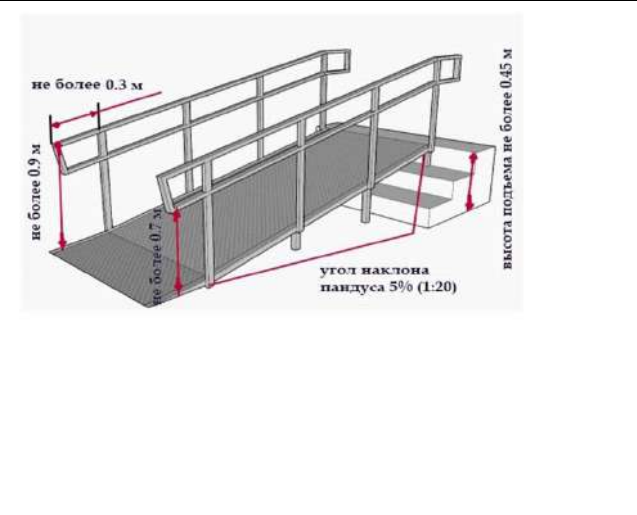 не более 0.3 м
не более 0.9 м
не более 0.7 м
высота подъема не более 0.45 м
угол наклона
пандуса 5% (1:20)